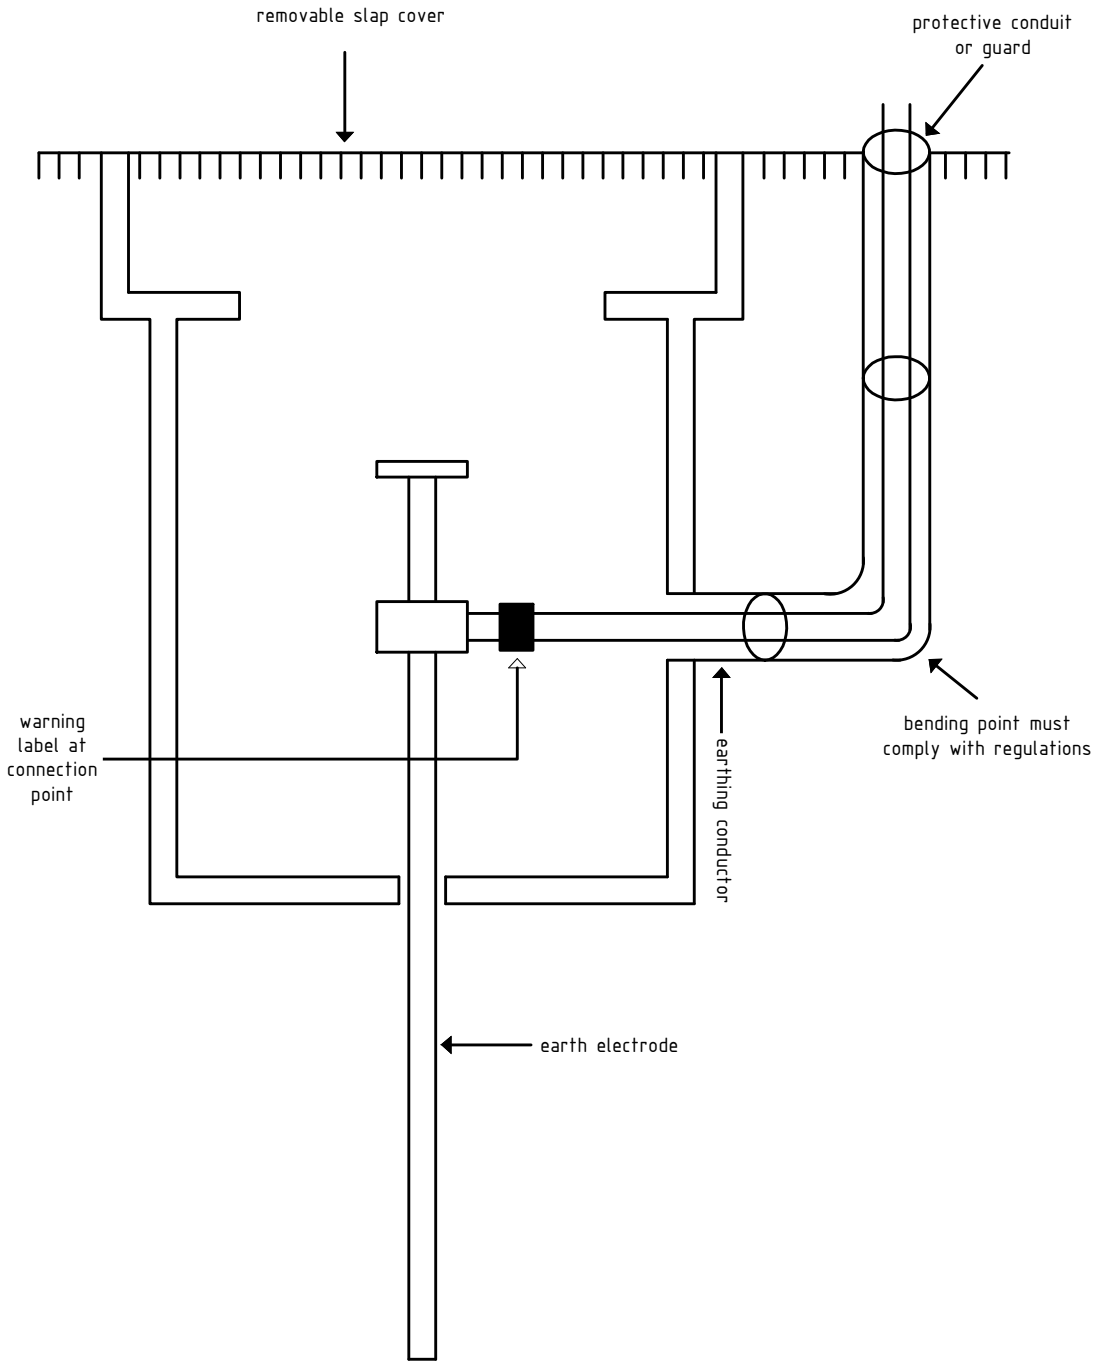 removable slap cover
protective conduit
or guard
warning
label at
connection
point
bending point must
comply with regulations
earthing conductor
earth electrode